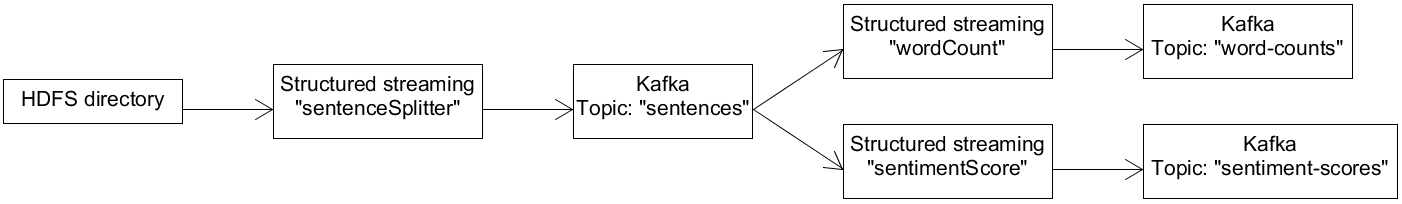 HDFS directory
Structured streaming
"sentenceSplitter"
Kafka
Topic: "sentences"
Structured streaming
"wordCount"
Kafka
Topic: "word-counts"
Structured streaming
"sentimentScore"
Kafka
Topic: "sentiment-scores"